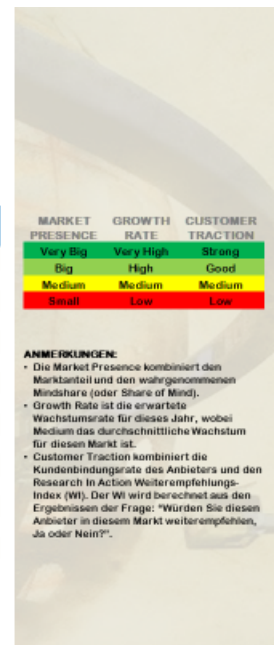 MARKET GROWTH CUSTOMER
PRESENCE RATE TRACTION
Very Big Very High Strong
Big High Good
Medium Medium Medium
Small Low Low
ANMERKUNGEN:
• Die Market Presence kombiniert den
Marktanteil und den wahrgenommenen
Mindshare (oder Share of Mind).
• Growth Rate ist die erwartete
Wachstumsrate für dieses Jahr, wobei
Medium das durchschnittliche Wachstum
für diesen Markt ist.
• Customer Traction kombiniert die
Kundenbindungsrate des Anbieters und den
Research In Action Weiterempfehlungs-
Index (WI). Der WI wird berechnet aus den
Ergebnissen der Frage: "Würden Sie diesen
Anbieter in diesem Markt weiterempfehlen,
Ja oder Nein?".